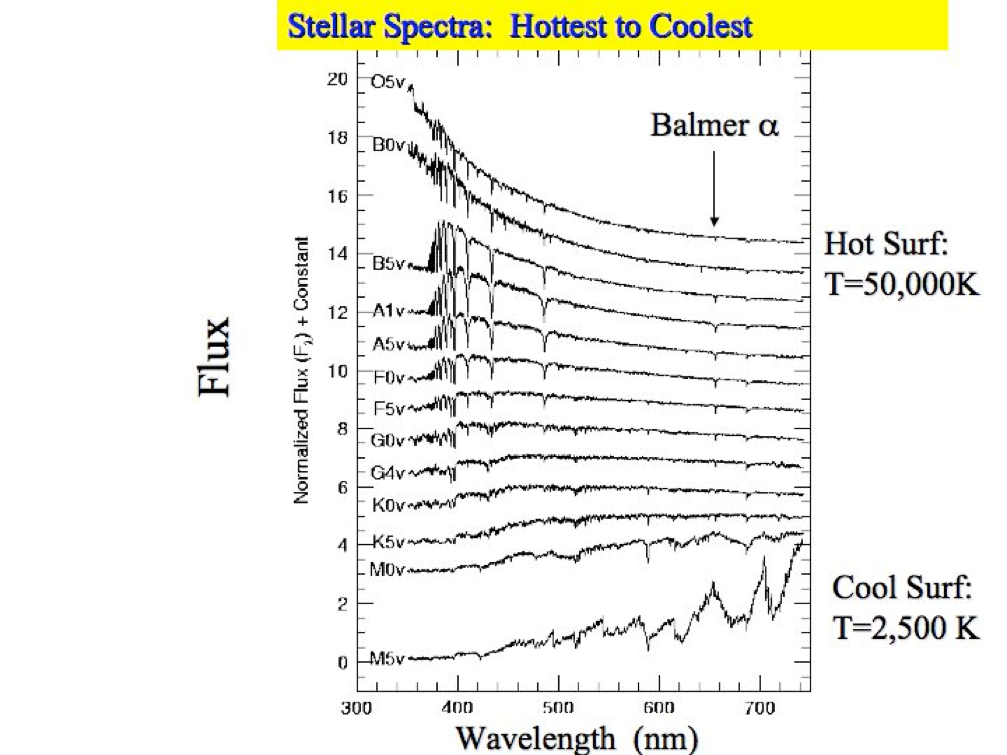 Stellar Spectra: Hottest to Coolest
Flux
Normalized Flux (Fλ) + Constant
20
18
16
14
12
10
8
6
4
2
0
O5v
B0v
B5v
A1v
A5v
F0v
F5v
G0v
G4v
K0v
K5v
M0v
M5v
Balmer α
Hot Surf:
T=50,000K
Cool Surf:
T=2,500 K
300 400 500 600 700
Wavelength (nm)